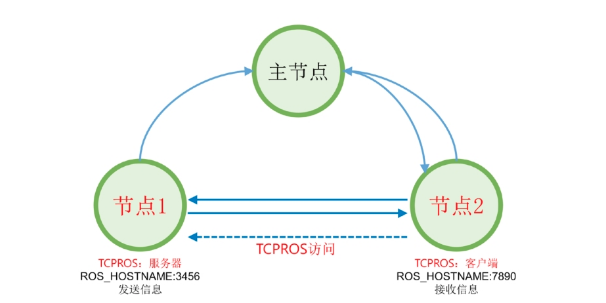 主节点
节点1
节点2
TCPROS访问
TCPROS：服务器
ROS_HOSTNAME:3456
发送信息
TCPROS：客户端
ROS_HOSTNAME:7890
接收信息